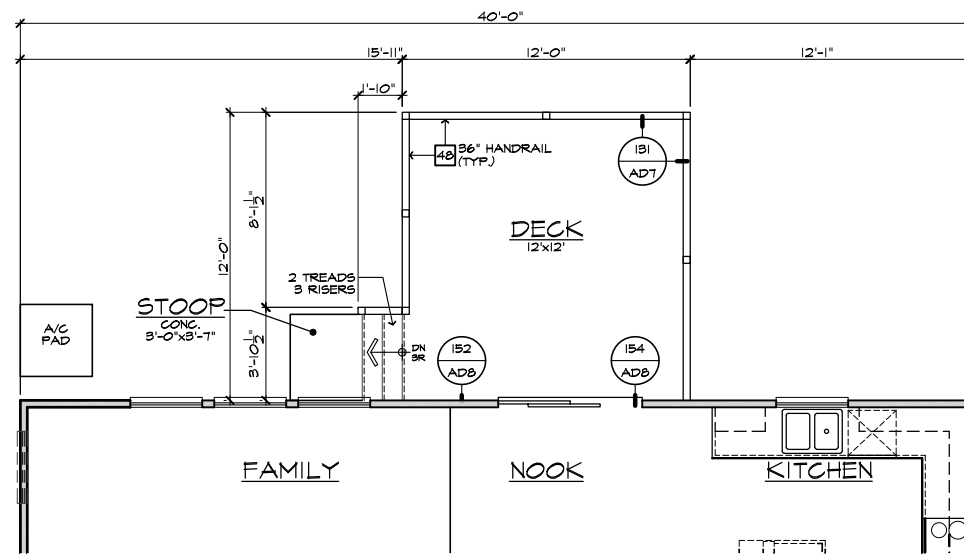 40'-0"
15'-11"
12'-0"
12'-1"
1'-10"
48
36" HANDRAIL
(TYP.)
131
AD7
8'-1 1/2"
12'-0"
DECK
12'x12'
2 TREADS
3 RISERS
STOOP
CONC.
3'-0"x3'-7"
A/C
PAD
3'-10 1/2"
DN
3R
152
AD8
154
AD8
FAMILY
NOOK
KITCHEN